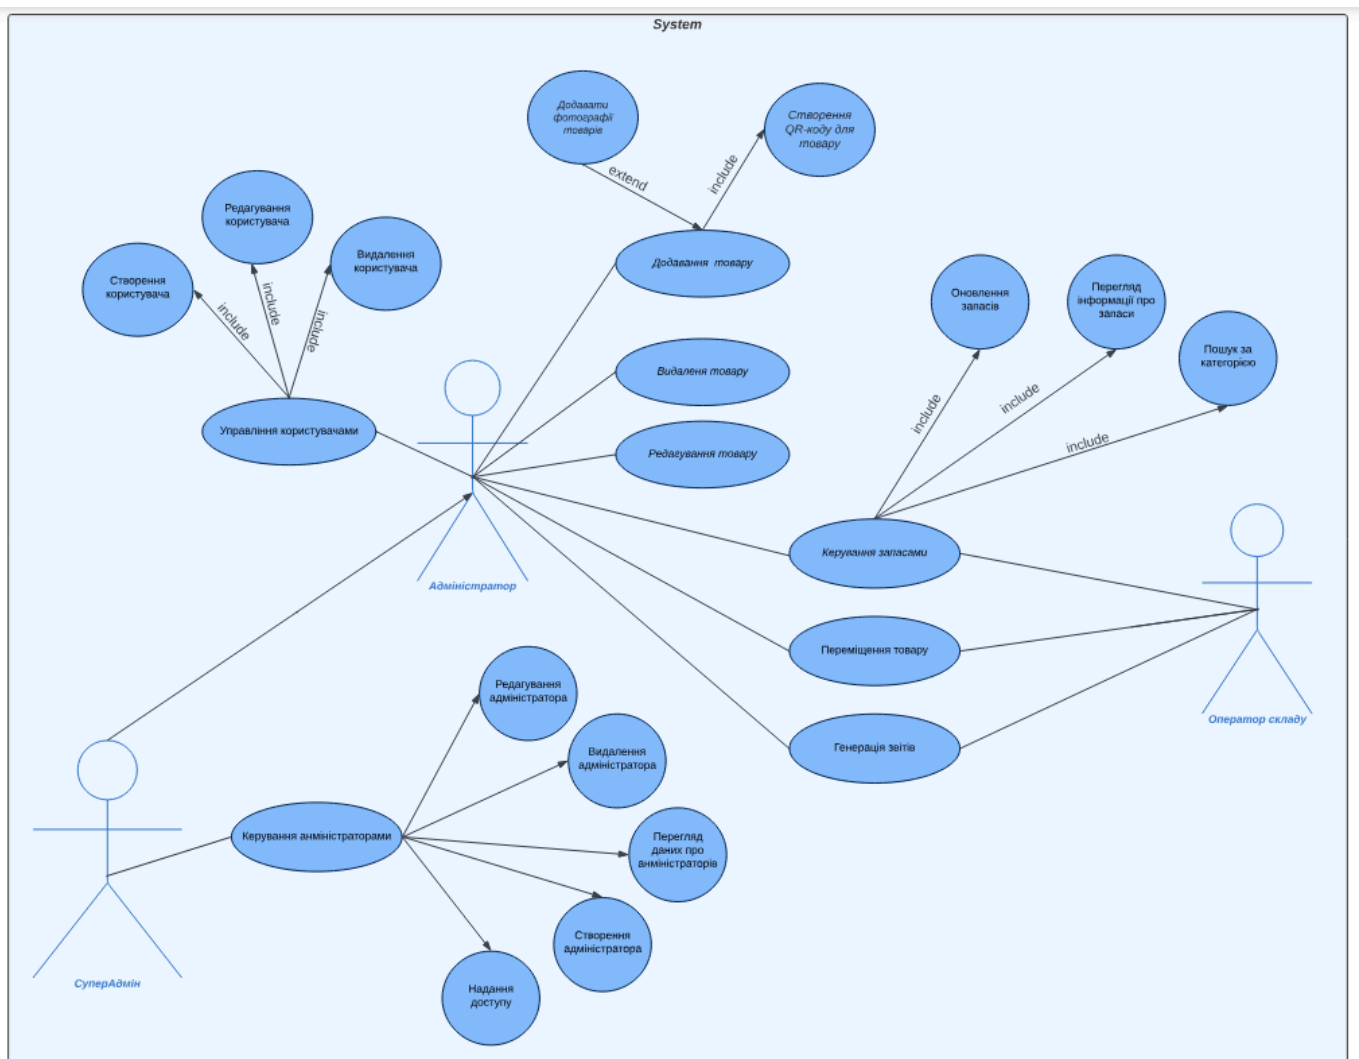 System
Додавати
фотографії
товарів
Створення
QR-коду для
товару
extend
include
Редагування
користувача
Видалення
користувача
Створення
користувача
include
include
include
Додавання товару
Оновлення
запасів
Перегляд
інформації про
запаси
Пошук за
категорією
Видаленя товару
include
include
include
Управління користувачами
Редагування товару
Керування запасами
Адміністратор
Переміщення товару
Оператор складу
Генерація звітів
Редагування
адміністратора
Видалення
адміністратора
Керування анміністраторами
Перегляд
даних про
анміністраторів
Створення
адміністратора
СуперАдмін
Надання
доступу